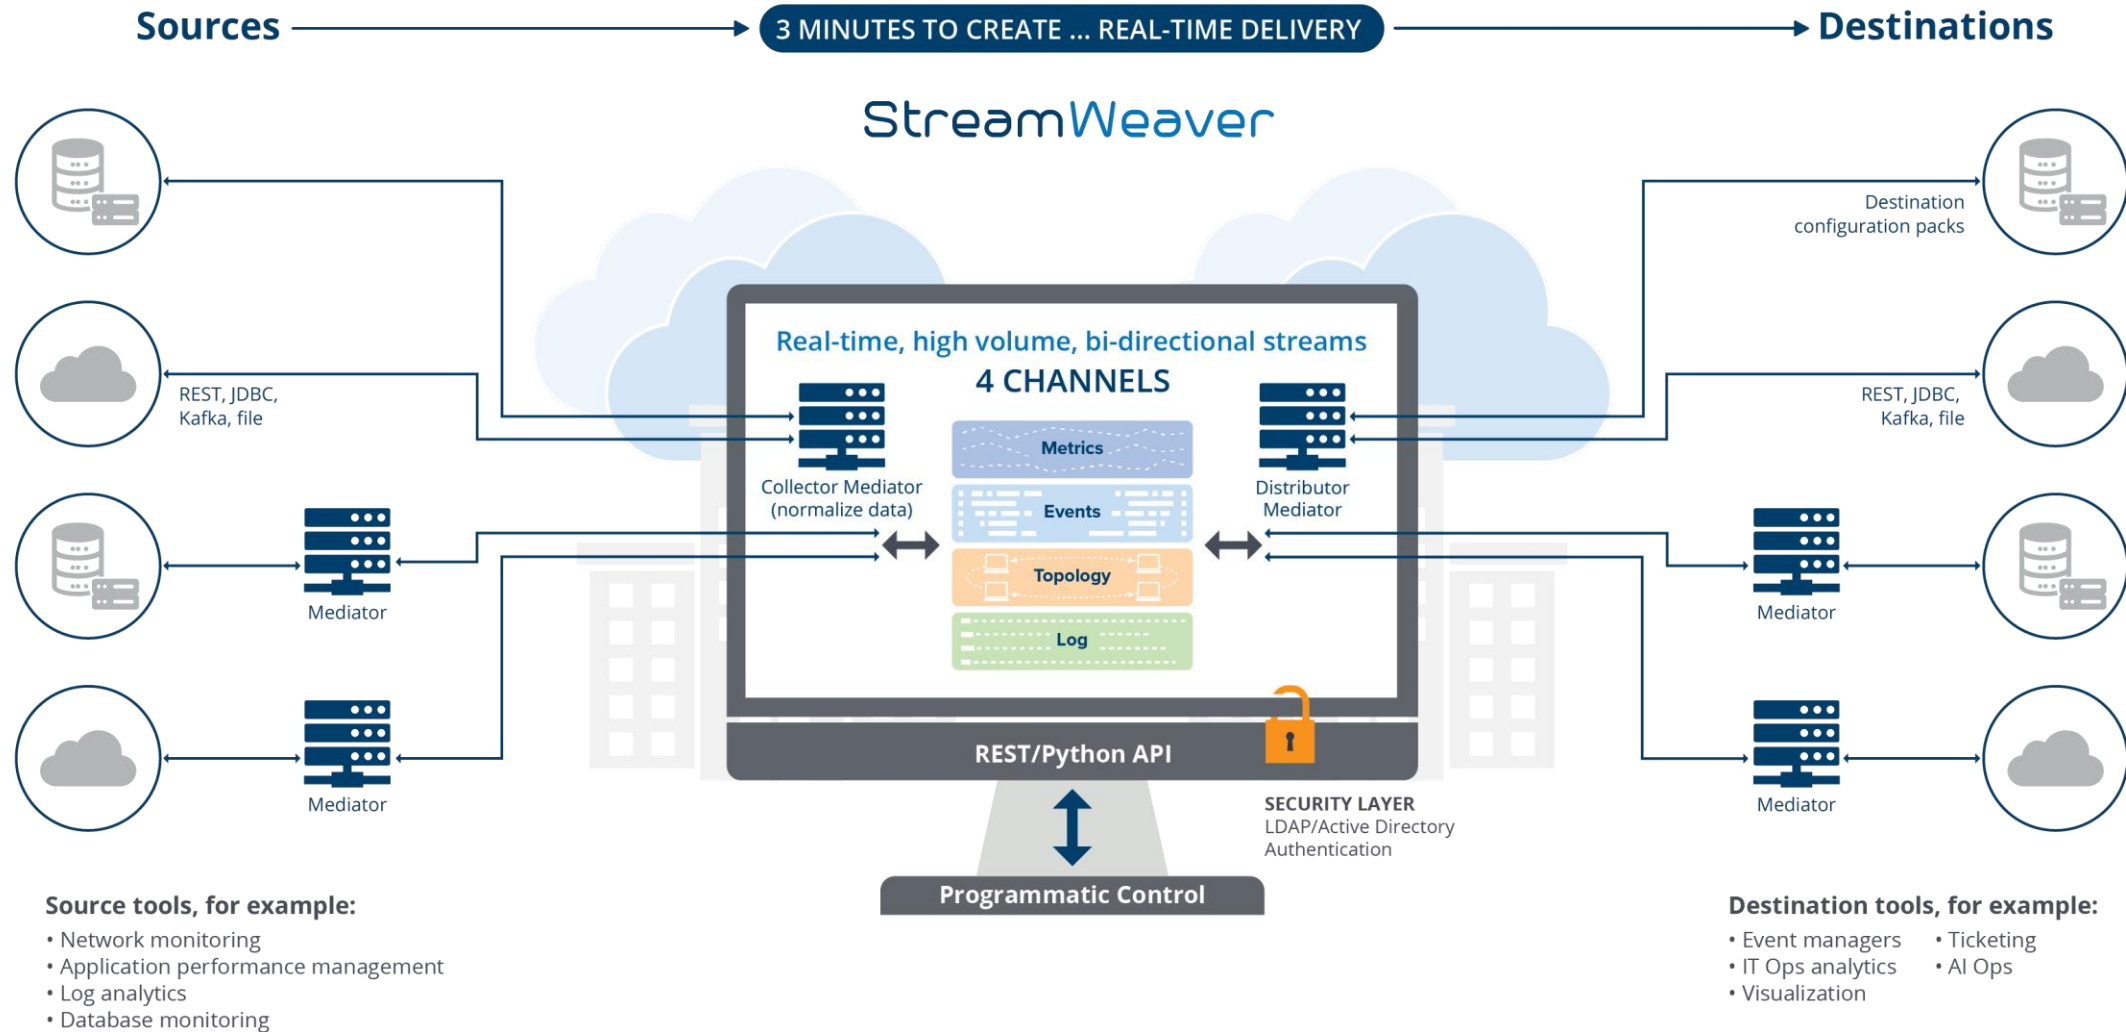 Sources
3 MINUTES TO CREATE ... REAL-TIME DELIVERY
Destinations
StreamWeaver
Destination
configuration packs
REST, JDBC,
Kafka, file
REST, JDBC,
Kafka, file
Real-time, high volume, bi-directional streams
4 CHANNELS
Metrics
Events
Topology
Log
Collector Mediator
(normalize data)
Distributor
Mediator
Mediator
Mediator
Mediator
Mediator
REST/Python API
SECURITY LAYER
LDAP/Active Directory
Authentication
Programmatic Control
Source tools, for example:
• Network monitoring
• Application performance management
• Log analytics
• Database monitoring
Destination tools, for example:
• Event managers
• IT Ops analytics
• Visualization
• Ticketing
• AI Ops